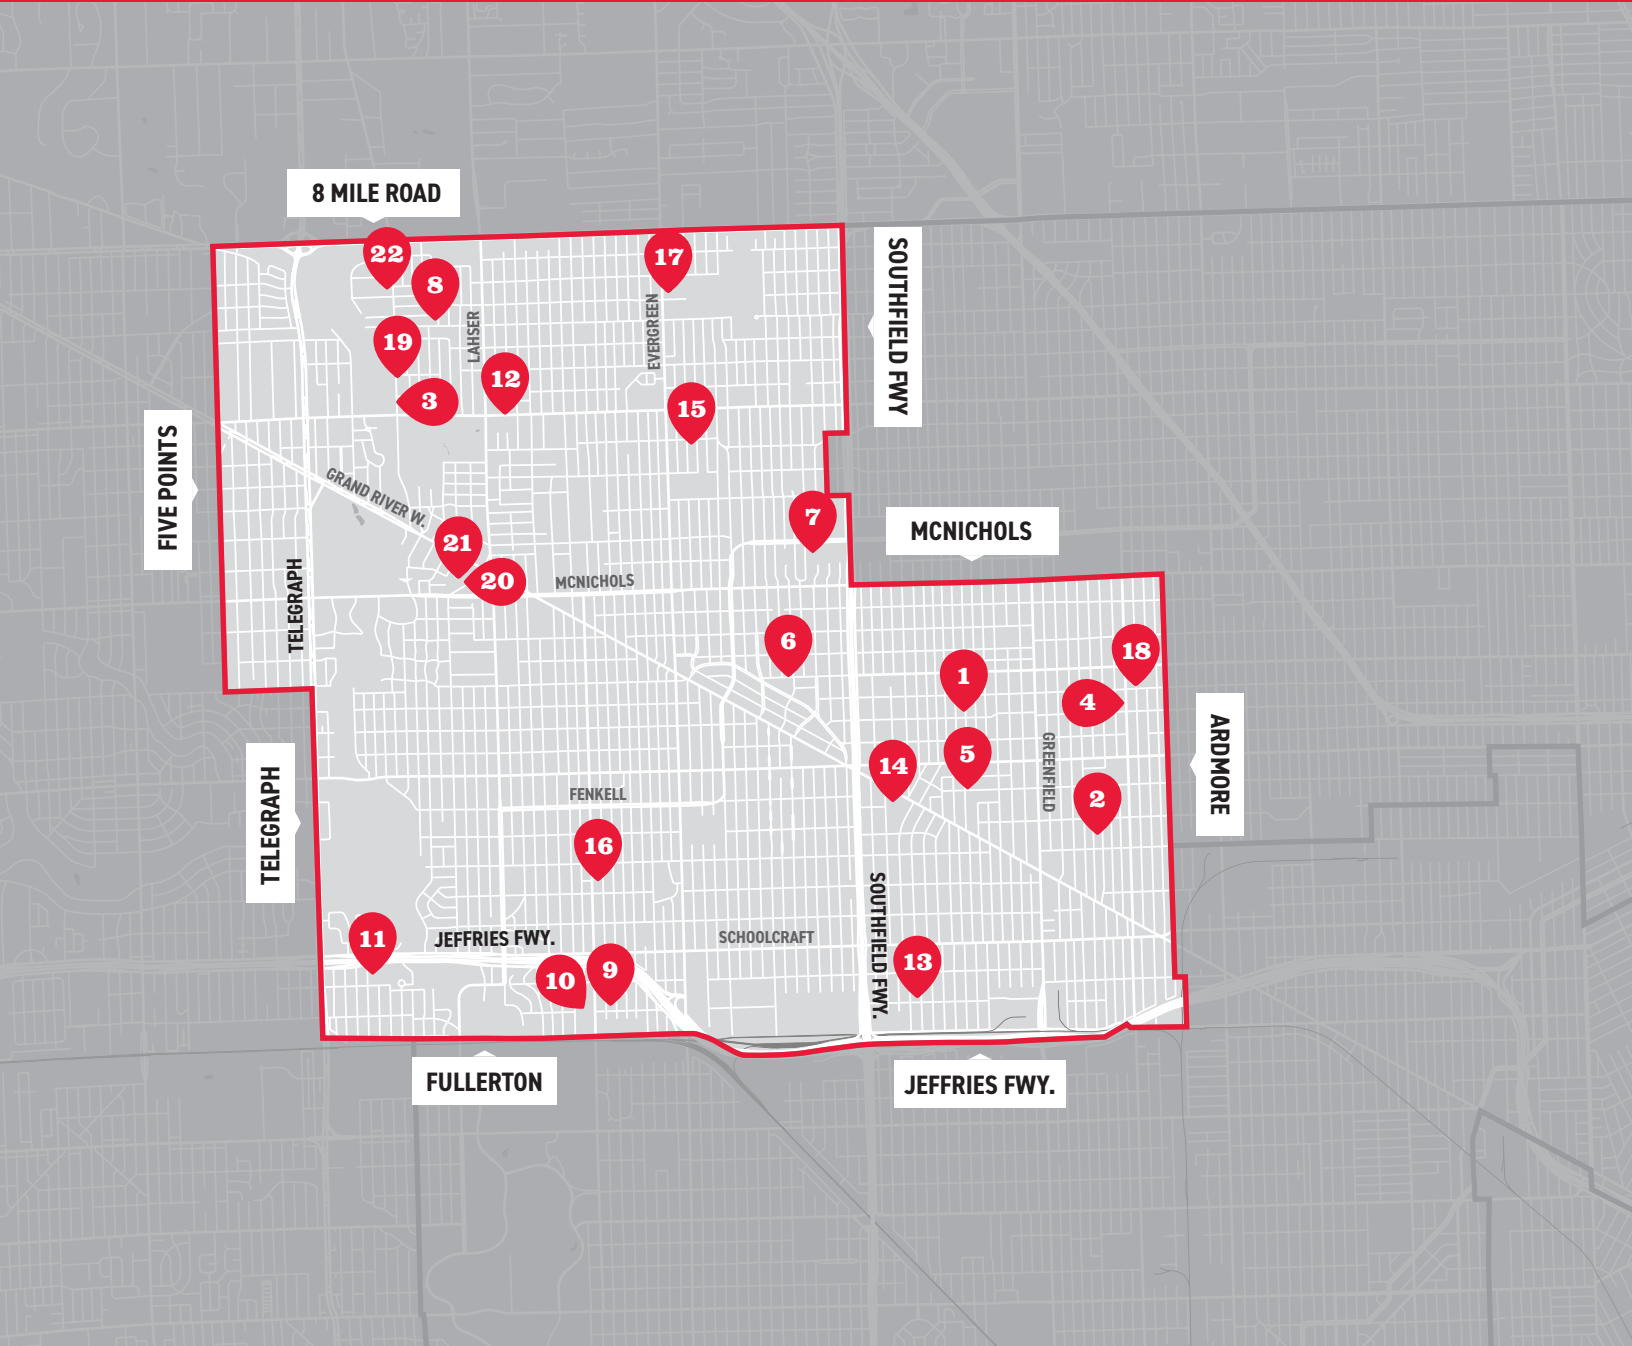 8 MILE ROAD
22
17
8
SOUTHFIELD FWY
EVERGREEN
LAHSER
19
12
3
15
FIVE POINTS
GRAND RIVER W.
7
MCNICHOLS
21
20
MCNICHOLS
TELEGRAPH
6
18
1
4
ARDMORE
5
14
GREENFIELD
2
FENKELL
TELEGRAPH
16
SOUTHFIELD FWY.
11
JEFFRIES FWY.
SCHOOLCRAFT
13
10
9
FULLERTON
JEFFRIES FWY.